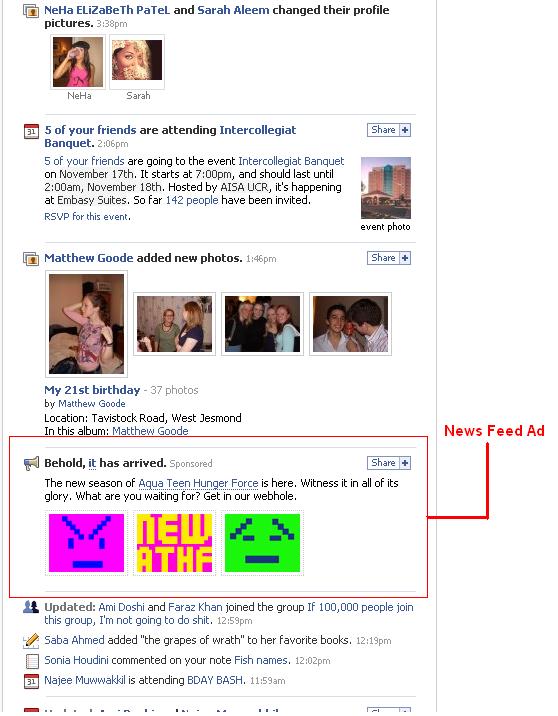 NeHa ELiZaBeTh PaTeL and Sarah Aleem changed their profile
pictures. 3:38pm
NeHa Sarah
31 5 of your friends are attending Intercollegiat Share +
Banquet. 2:06pm
5 of your friends are going to the event Intercollegiat Banquet
on November 17th. It starts at 7:00pm, and should last until
2:00am, November 18th. Hosted by AISA UCR, it's happening
at Embasy Suites. So far 142 people have been invited.
RSVP for this event.
event photo
Matthew Goode added new photos. 1:46pm Share +
My 21st birthday - 37 photos
by Matthew Goode
Location: Tavistock Road, West Jesmond
In this album: Matthew Goode
News Feed Ad
Behold, it has arrived. Sponsored Share +
The new season of Aqua Teen Hunger Force is here. Witness it in all of its
glory. What are you waiting for? Get in our webhole.
NEW
ATHF
Updated: Ami Doshi and Faraz Khan joined the group If 100,000 people join
this group, I'm not going to do shit. 12:59pm
Saba Ahmed added "the grapes of wrath" to her favorite books. 12:19pm
Sonia Houdini commented on your note Fish names. 12:02pm
31 Najee Muwwakkil is attending BDAY BASH. 11:59am